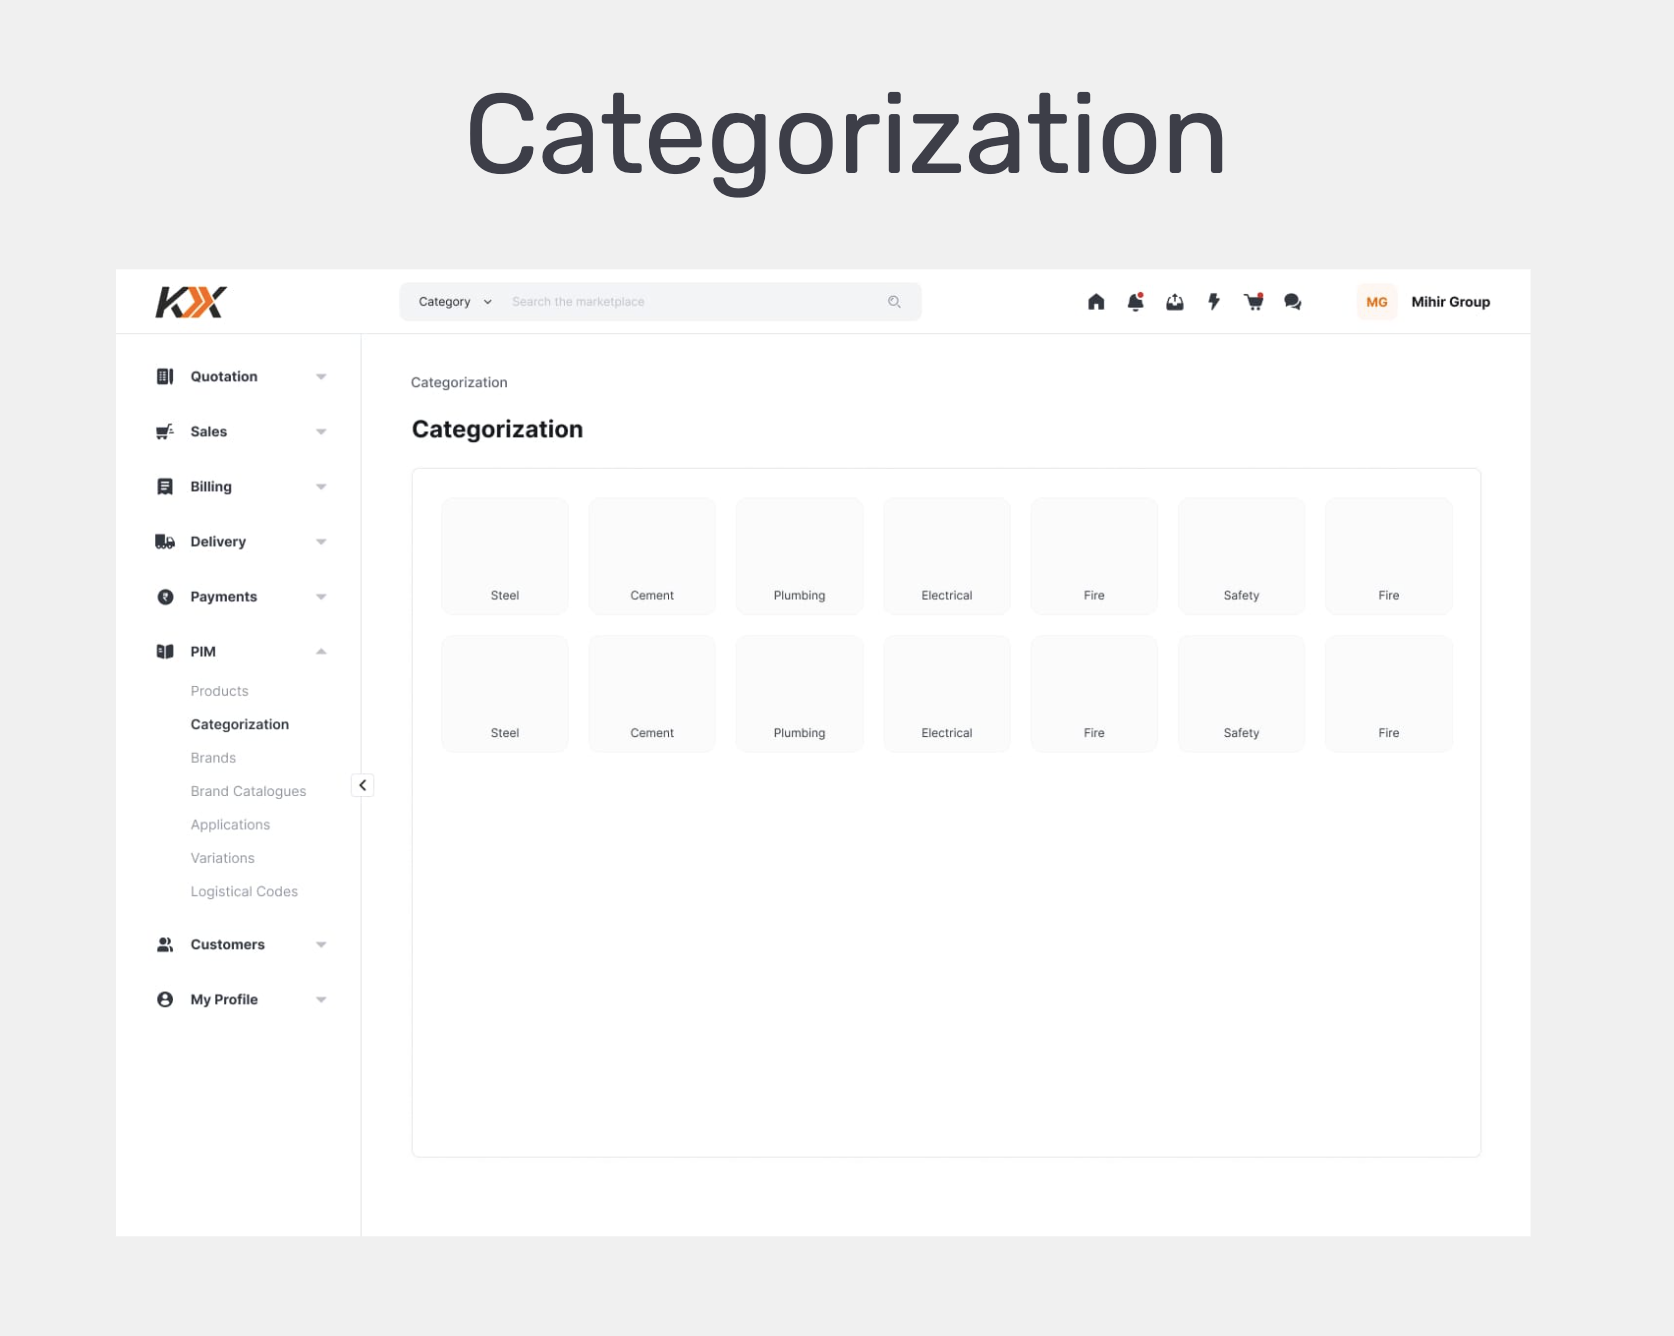 Categorization
KX
Category
Search the marketplace
MG
Mihir Group
Quotation
Sales
Billing
Delivery
Payments
PIM
Products
Categorization
Brands
Brand Catalogues
Applications
Variations
Logistical Codes
Customers
My Profile
Categorization
Categorization
Steel Cement Plumbing Electrical Fire Safety Fire
Steel Cement Plumbing Electrical Fire Safety Fire